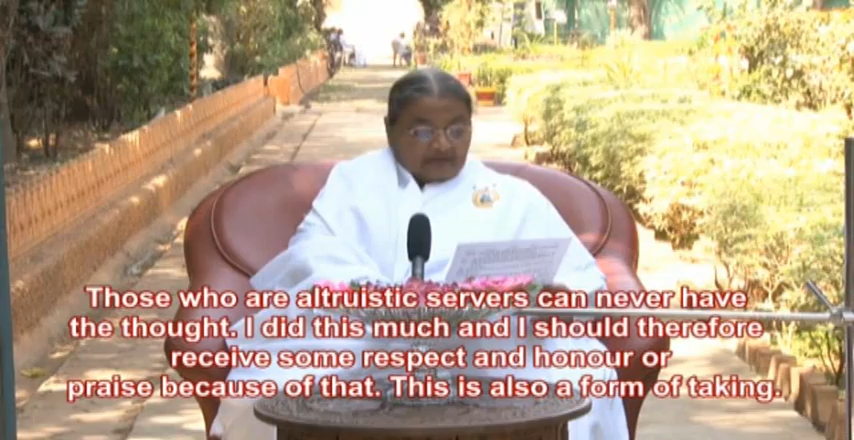 Those who are altruistic servers can never have
the thought. I did this much and I should therefore
receive some respect and honour or
praise because of that. This is also a form of taking.